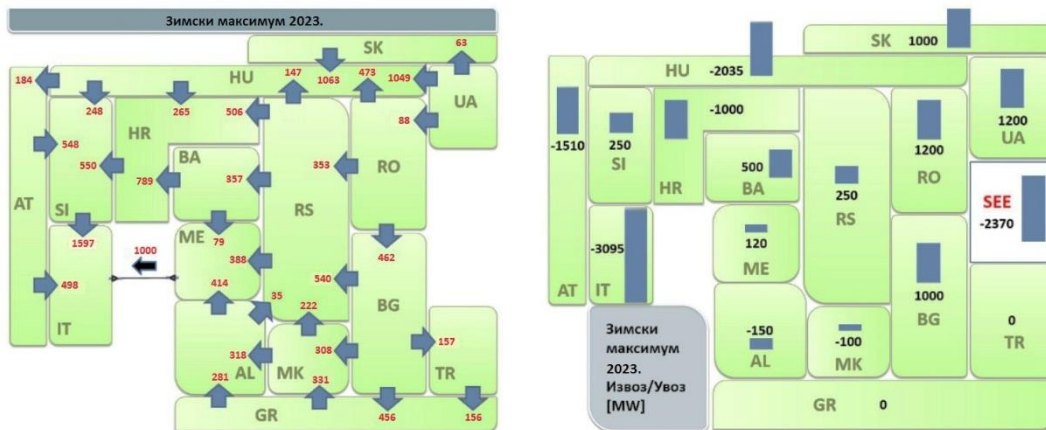 Зимски максимум 2023.
SK
63
184
HU
147
1063
473
1049
UA
248
265
506
88
HR
548
550
BA
353
RO
789
357
RS
AT
SI
1597
1000
ME
79
388
462
498
414
35
540
BG
IT
222
318
308
157
AL
MK
TR
281
331
GR
456
156
SK 1000
HU -2035
-1510
250
-1000
1200
UA
1200
SI
HR
500
BA
250
RO
RS
SEE
-2370
-3095
120
ME
AT
IT
1000
BG
Зимски
максимум
2023.
Извоз/Увоз
[MW]
-150
AL
-100
MK
0
TR
GR 0